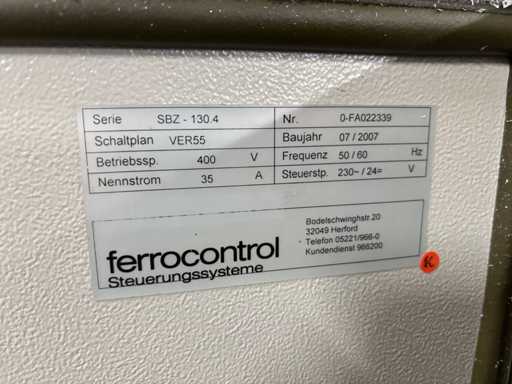 Serie SBZ - 130.4 Nr. 0-FA022339
Schaltplan VER55 Baujahr 07 / 2007
Betriebssp. 400 V Frequenz 50 / 60 Hz
Nennstrom 35 A Steuerstp. 230~ / 24= V
Bodelschwinghstr.20
32049 Herford
Telefon 05221/966-0
Kundendienst 966200
ferrocontrol
Steuerungssysteme
K